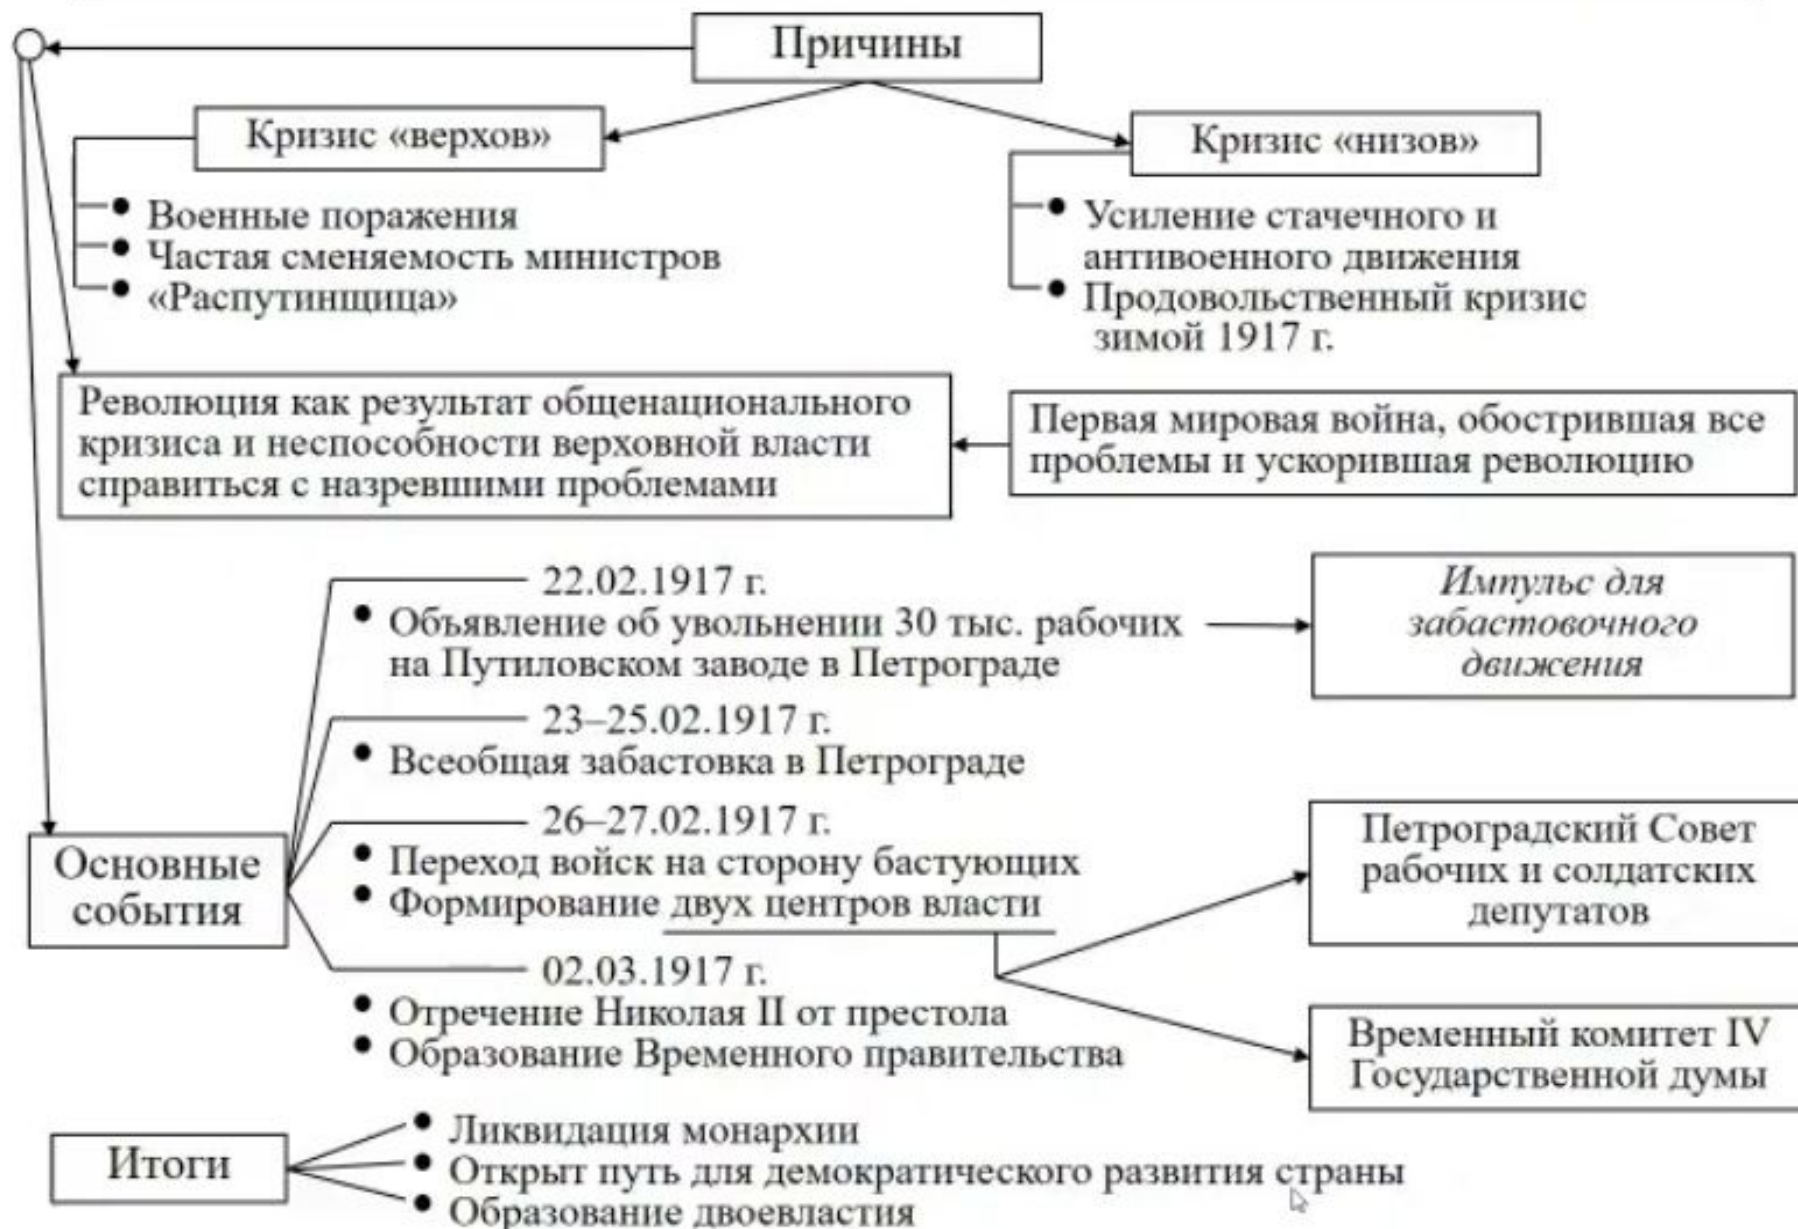 Причины
Кризис «верхов»
Военные поражения
Частая сменяемость министров
«Распутинщица»
Кризис «низов»
Усиление стачечного и
антивоенного движения
Продовольственный кризис
зимой 1917 г.
Революция как результат общенационального
кризиса и неспособности верховной власти
справиться с назревшими проблемами
Первая мировая война, обострившая все
проблемы и ускорившая революцию
Основные
события
22.02.1917 г.
Объявление об увольнении 30 тыс. рабочих
на Путиловском заводе в Петрограде
Импульс для
забастовочного
движения
23–25.02.1917 г.
Всеобщая забастовка в Петрограде
26–27.02.1917 г.
Переход войск на сторону бастующих
Формирование двух центров власти
Петроградский Совет
рабочих и солдатских
депутатов
Временный комитет IV
Государственной думы
02.03.1917 г.
Отречение Николая II от престола
Образование Временного правительства
Итоги
Ликвидация монархии
Открыт путь для демократического развития страны
Образование двоевластия